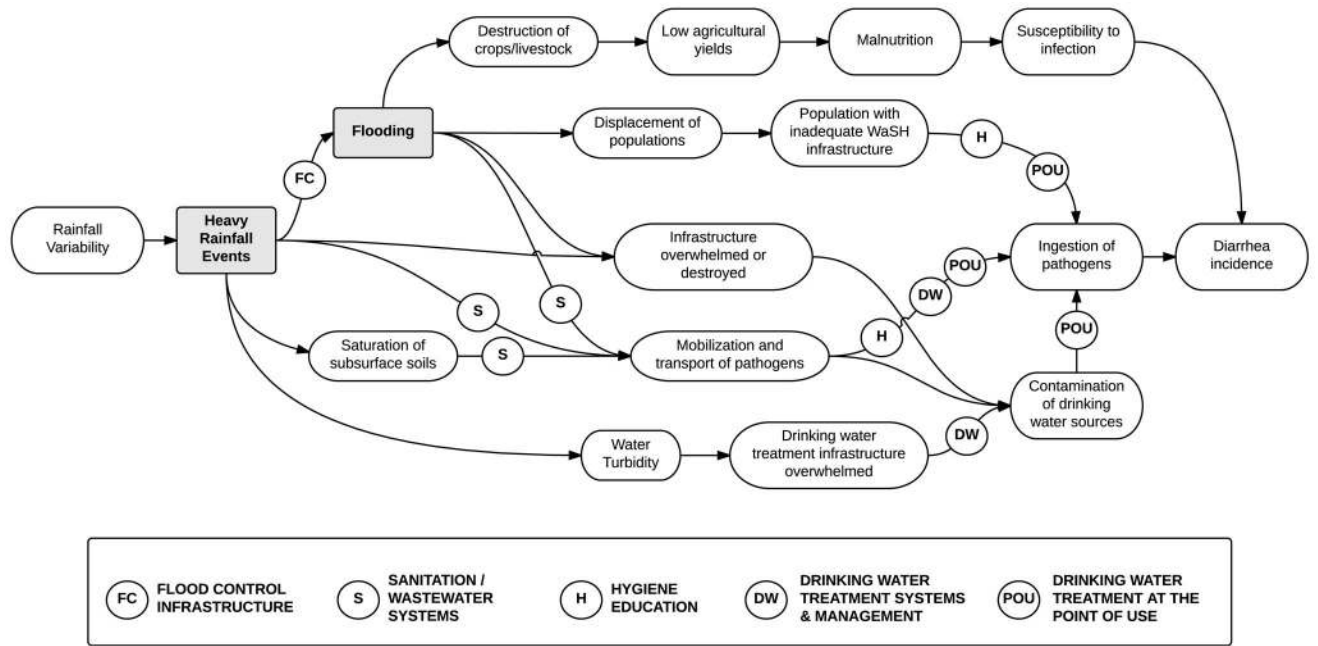 Destruction of
crops/livestock
Low agricultural
yields
Malnutrition
Susceptibility to
infection
Flooding
Displacement of
populations
Population with
inadequate WaSH
infrastructure
H
POU
FC
Rainfall
Variability
Heavy
Rainfall
Events
Infrastructure
overwhelmed or
destroyed
Ingestion of
pathogens
Diarrhea
incidence
POU
DW
S
S
H
POU
Saturation of
subsurface soils
S
Mobilization and
transport of pathogens
Contamination
of drinking
water sources
Water
Turbidity
Drinking water
treatment infrastructure
overwhelmed
DW
FC
FLOOD CONTROL
INFRASTRUCTURE
S
SANITATION /
WASTEWATER
SYSTEMS
H
HYGIENE
EDUCATION
DW
DRINKING WATER
TREATMENT SYSTEMS
& MANAGEMENT
POU
DRINKING WATER
TREATMENT AT THE
POINT OF USE